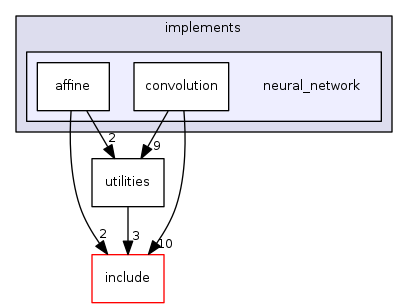 implements
affine
convolution
neural_network
2
9
utilities
2
3
10
include